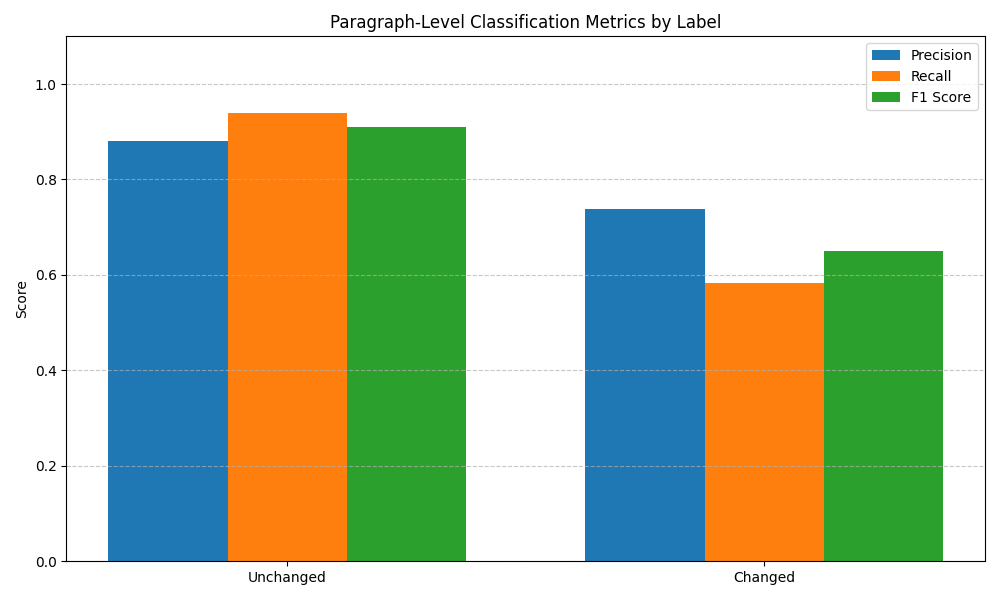 Paragraph-Level Classification Metrics by Label
Precision
Recall
F1 Score
Score
1.0
0.8
0.6
0.4
0.2
0.0
Unchanged
Changed